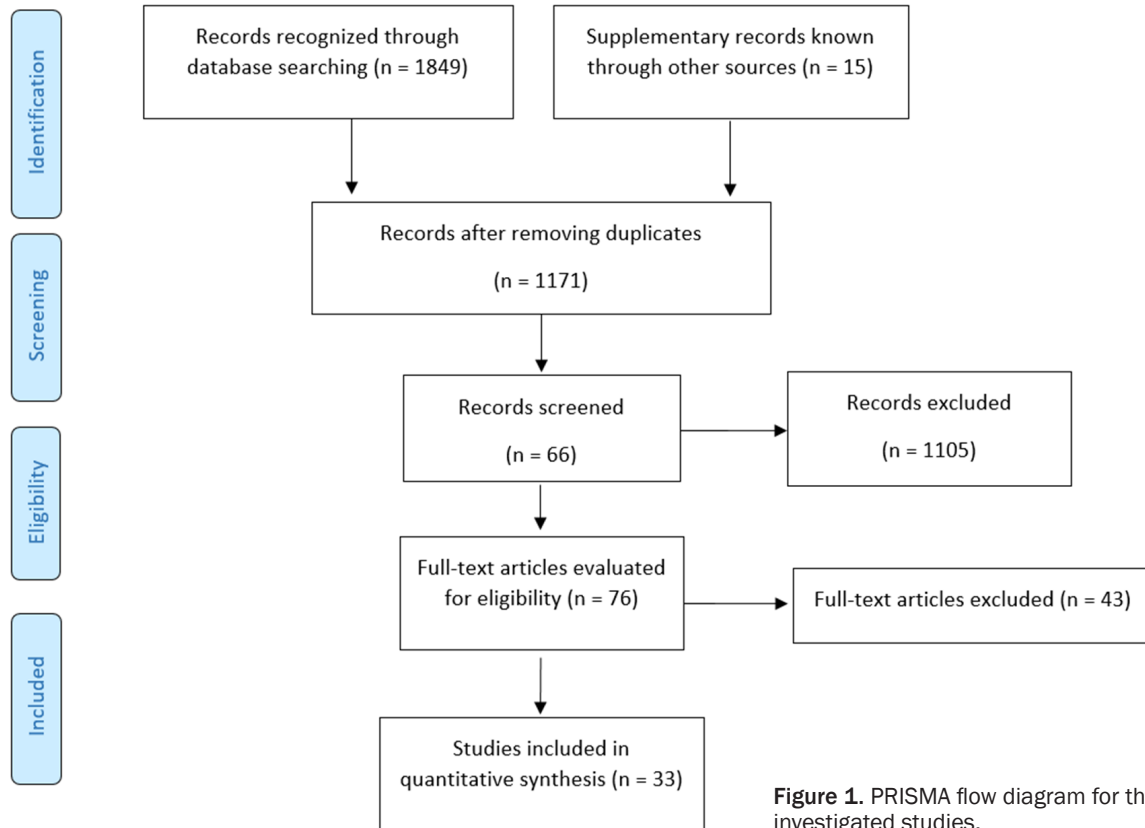 Identification
Records recognized through
database searching (n = 1849)
Supplementary records known
through other sources (n = 15)
Records after removing duplicates
(n = 1171)
Screening
Records screened
(n = 66)
Records excluded
(n = 1105)
Eligibility
Full-text articles evaluated
for eligibility (n = 76)
Full-text articles excluded (n = 43)
Included
Studies included in
quantitative synthesis (n = 33)
Figure 1. PRISMA flow diagram for th
investigated studies.